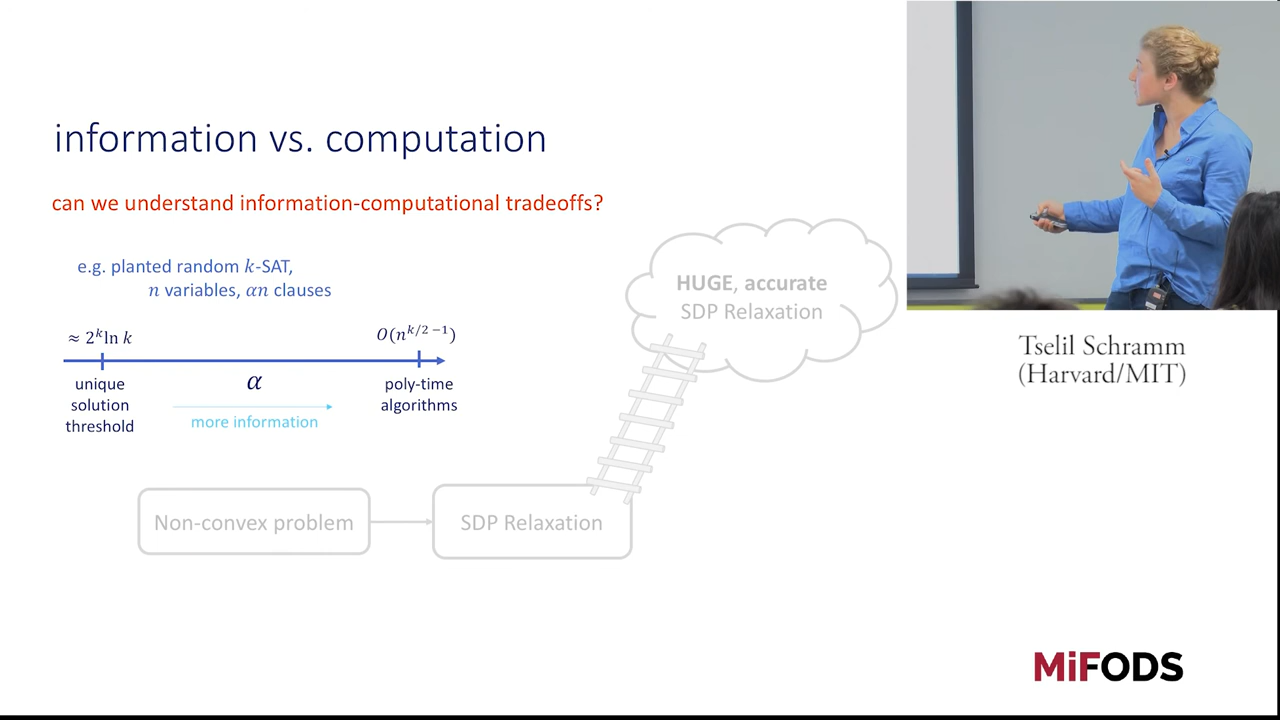 information vs. computation
can we understand information-computational tradeoffs?
e.g. planted random k-SAT,
n variables, αn clauses
≈ 2^k ln k
O(n^{k/2 −1})
unique
solution
threshold
α
more information
poly-time
algorithms
HUGE, accurate
SDP Relaxation
Non-convex problem
SDP Relaxation
Tselil Schramm
(Harvard/MIT)
MiFODS